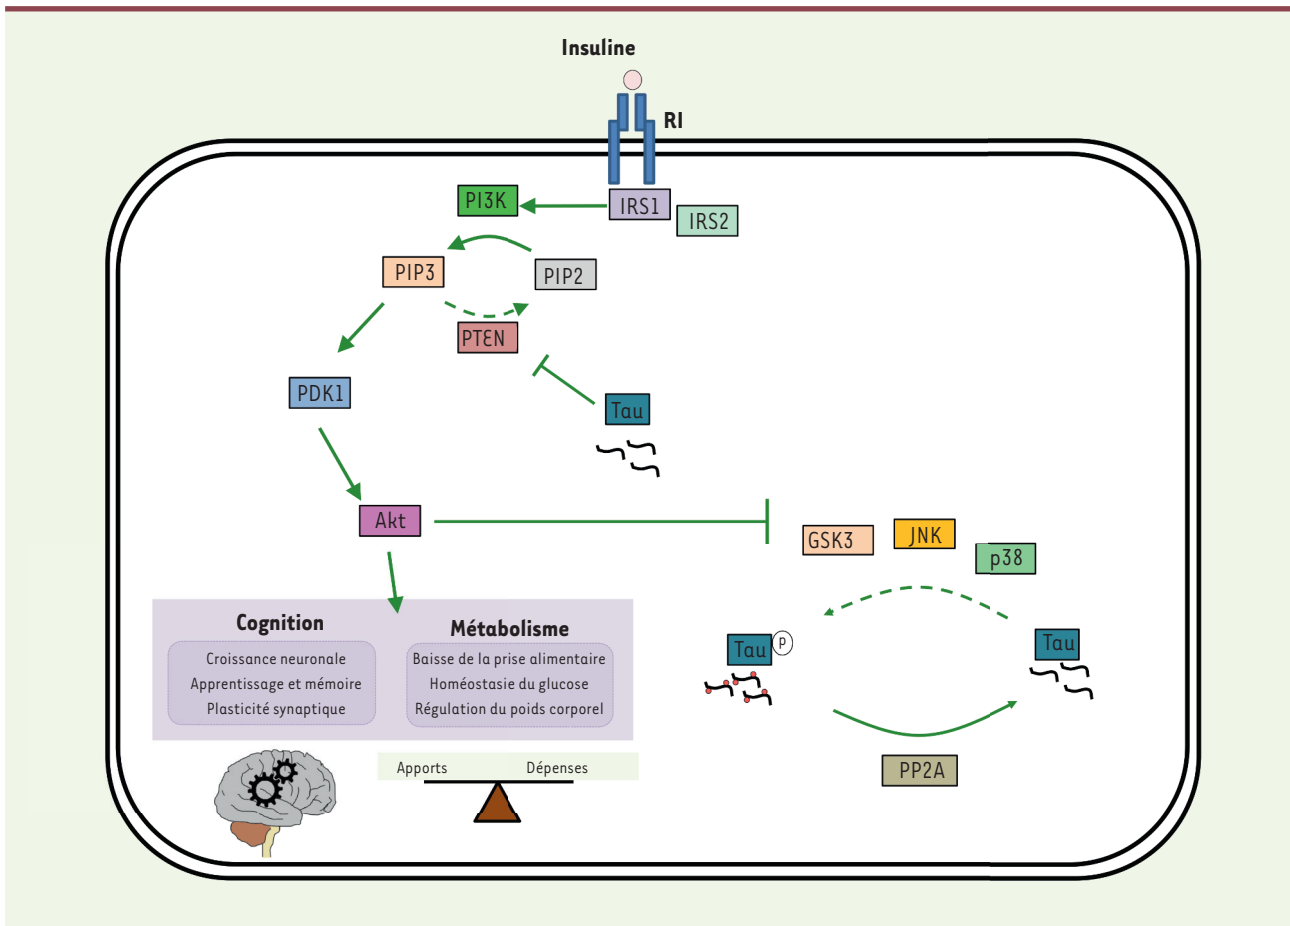 Insuline
RI
PI3K
IRS1
IRS2
PIP3
PIP2
PTEN
PDK1
Tau
Akt
GSK3
JNK
p38
Cognition
Croissance neuronale
Apprentissage et mémoire
Plasticité synaptique
Métabolisme
Baisse de la prise alimentaire
Homéostasie du glucose
Régulation du poids corporel
Tau
P
Tau
PP2A
Apports
Dépenses